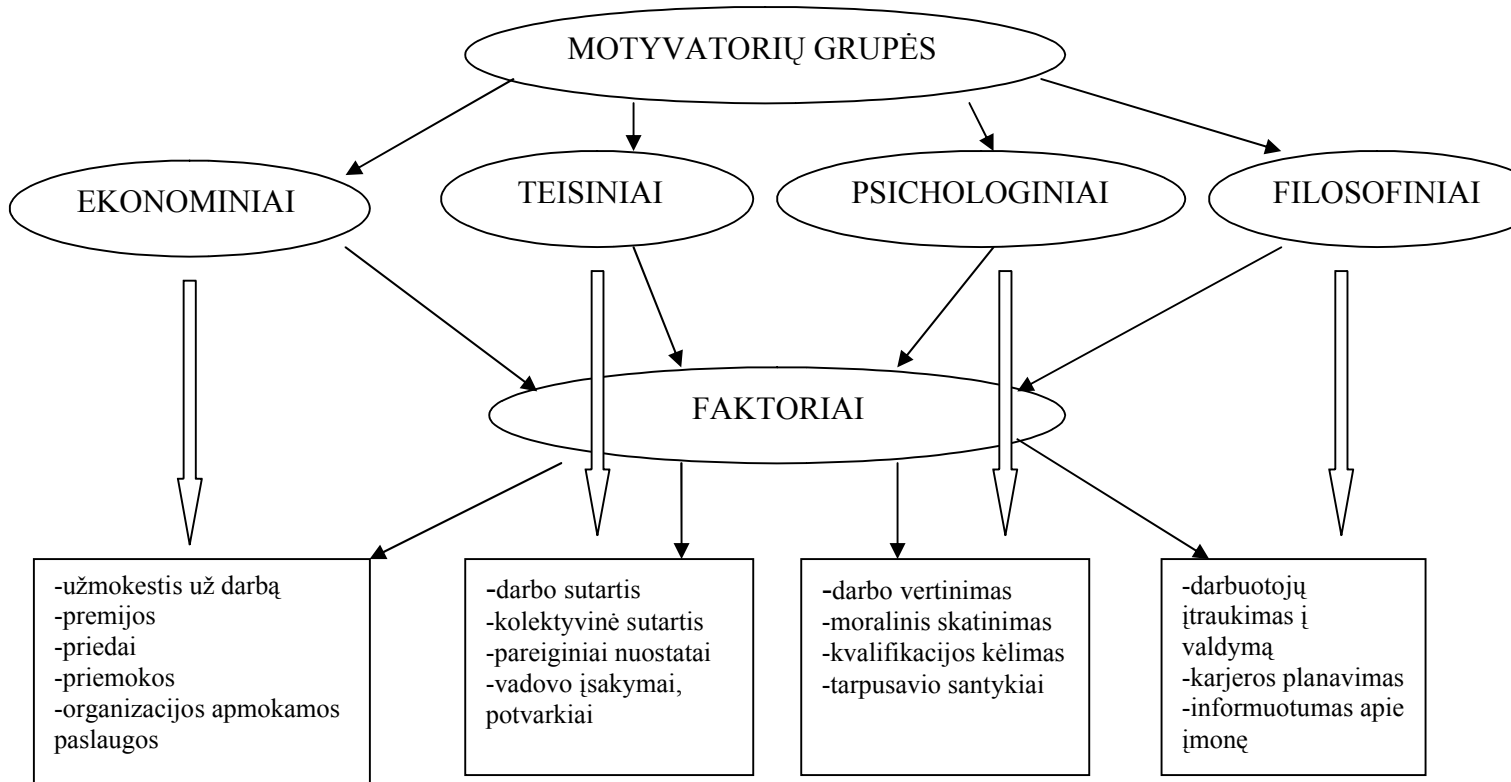 MOTYVATORIŲ GRUPĖS
EKONOMINIAI
TEISINIAI
PSICHOLOGINIAI
FILOSOFINIAI
FAKTORIAI
-užmokestis už darbą
-premijos
-priedai
-priemokos
-organizacijos apmokamos
paslaugos
-darbo sutartis
-kolektyvinė sutartis
-pareiginiai nuostatai
-vadovo įsakymai,
potvarkiai
-darbo vertinimas
-moralinis skatinimas
-kvalifikacijos kėlimas
-tarpusavio santykiai
-darbuotojų
įtraukimas į
valdymą
-karjeros planavimas
-informuotumas apie
įmonę